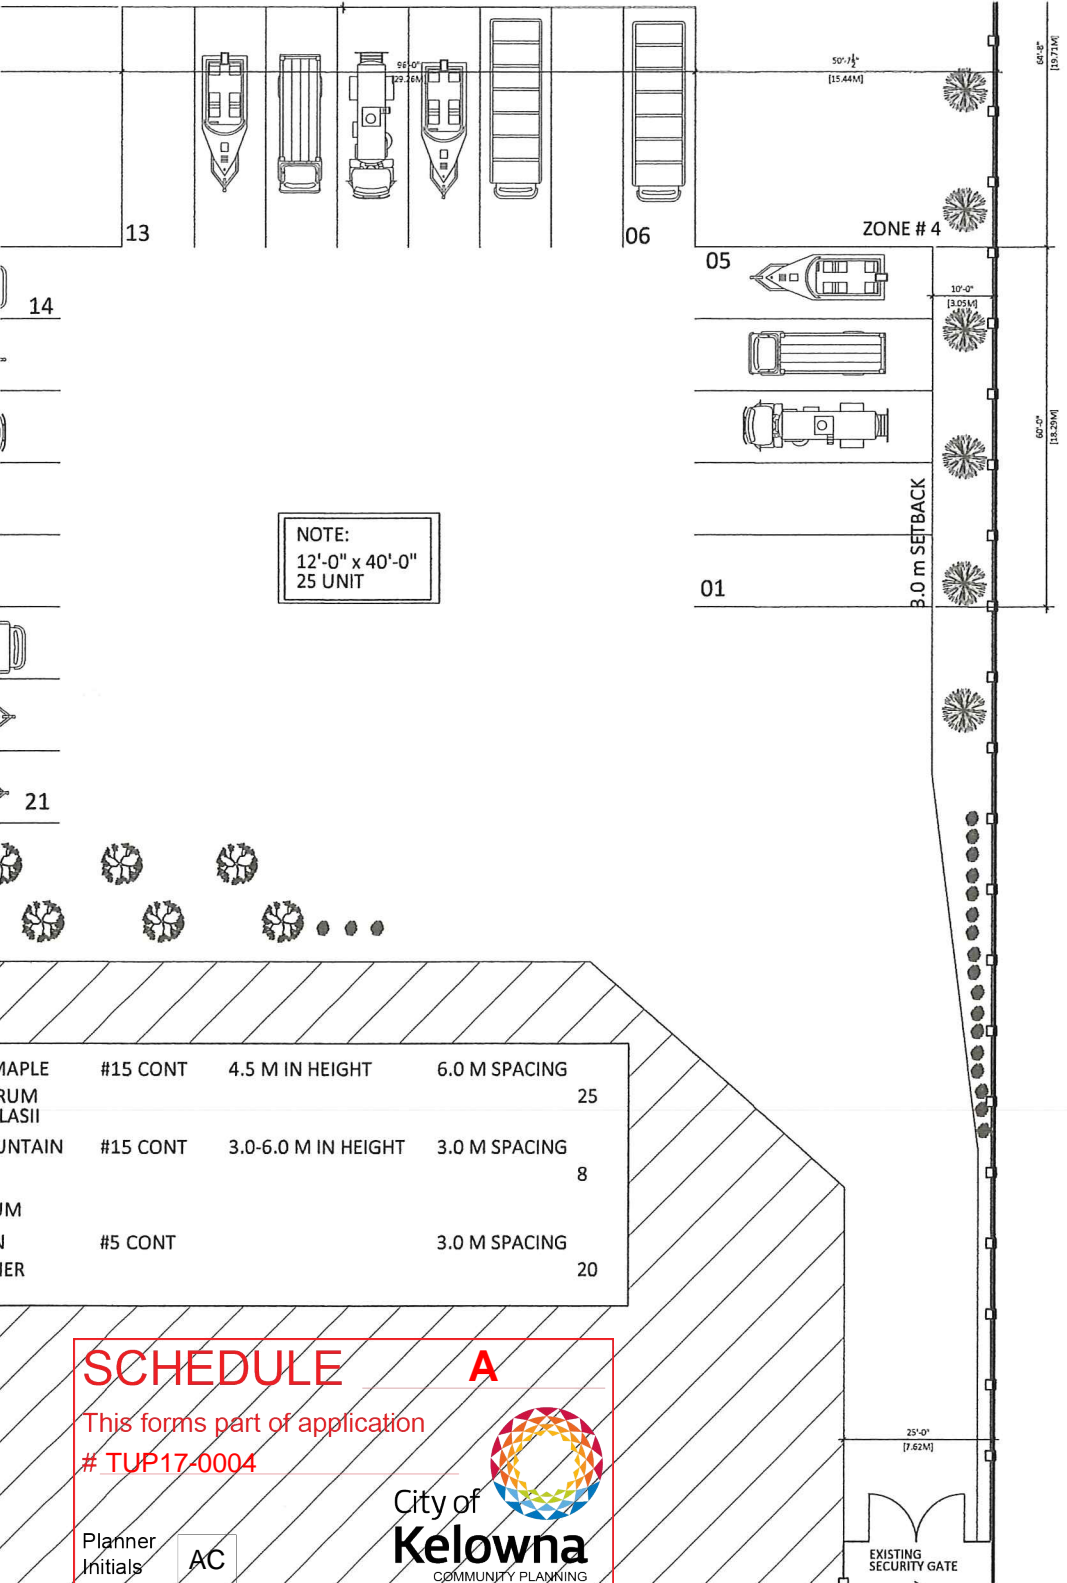 96'-0"
[29.26M]
50'-7½"
[15.44M]
64'-8"
[19.71M]
13
06
ZONE # 4
05
14
10'-0"
[3.05M]
60'-0"
[18.29M]
3.0 m SETBACK
NOTE:
12'-0" x 40'-0"
25 UNIT
01
21
MAPLE #15 CONT 4.5 M IN HEIGHT 6.0 M SPACING
RUM 25
LASII
UNTAIN #15 CONT 3.0-6.0 M IN HEIGHT 3.0 M SPACING
8
UM
N #5 CONT 3.0 M SPACING
IER 20
SCHEDULE A
This forms part of application
# TUP17-0004
City of
Kelowna
COMMUNITY PLANNING
Planner
Initials AC
25'-0"
[7.62M]
EXISTING
SECURITY GATE